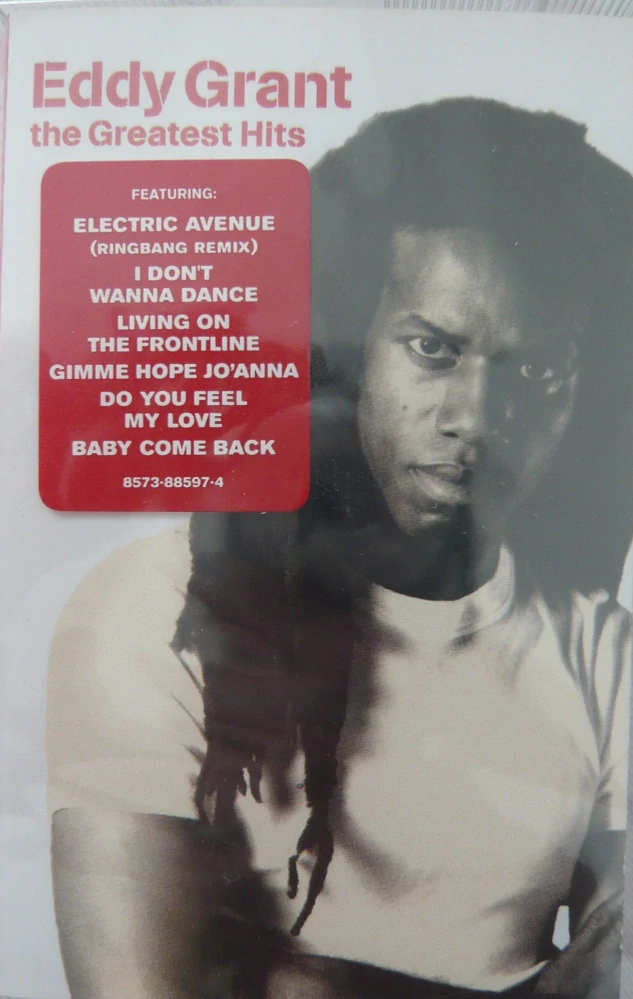 Eddy Grant
the Greatest Hits
FEATURING:
ELECTRIC AVENUE
(RINGBANG REMIX)
I DON'T
WANNA DANCE
LIVING ON
THE FRONTLINE
GIMME HOPE JO'ANNA
DO YOU FEEL
MY LOVE
BABY COME BACK
8573-88597-4